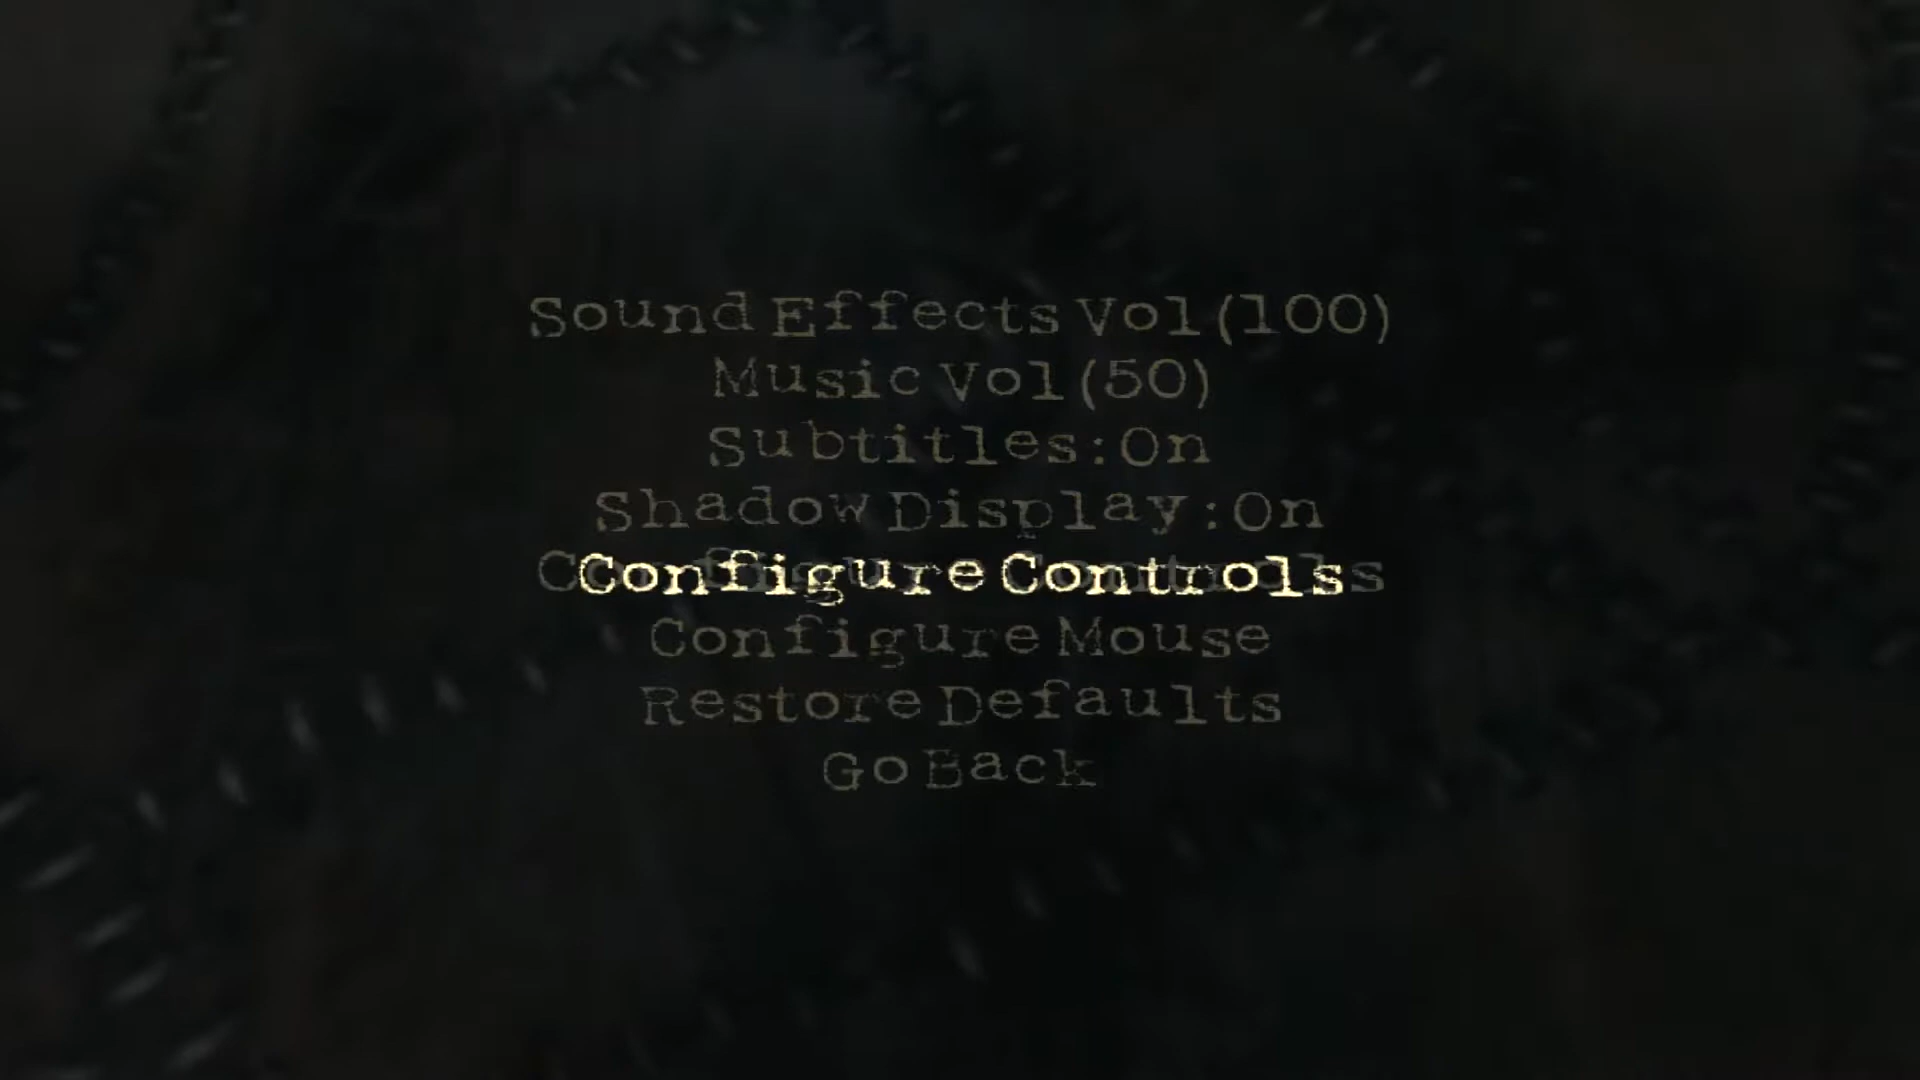 Sound Effects Vol (100)
Music Vol (50)
Subtitles: On
Shadow Display: On
Configure Controls
Configure Mouse
Restore Defaults
Go Back